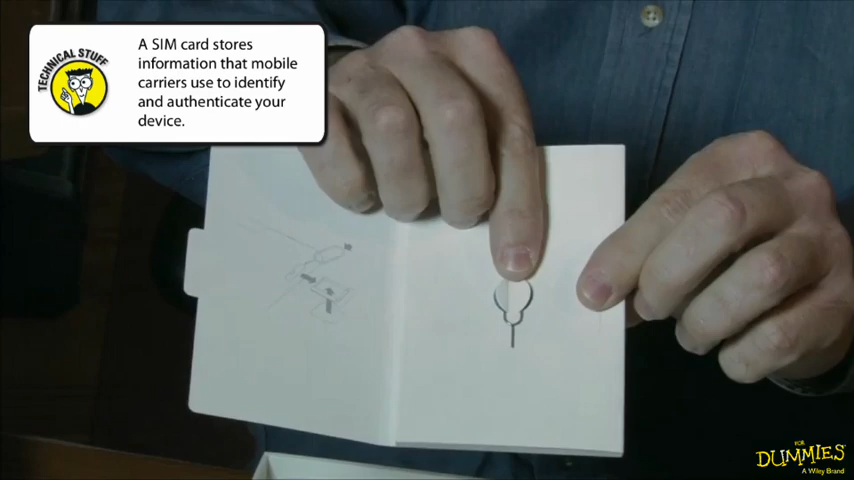 TECHNICAL STUFF
A SIM card stores
information that mobile
carriers use to identify
and authenticate your
device.
FOR
DUMMIES
A Wiley Brand